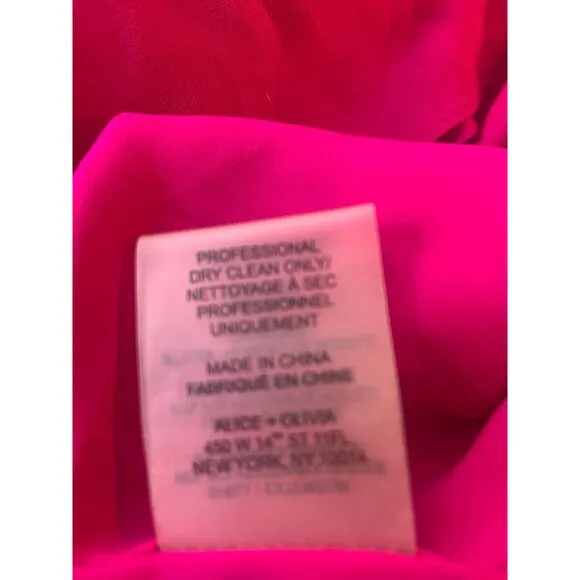 PROFESSIONAL
DRY CLEAN ONLY/
NETTOYAGE À SEC
PROFESSIONNEL
UNIQUEMENT
MADE IN CHINA
FABRIQUÉ EN CHINE
ALICE + OLIVIA
450 W 14TH ST 11FL
NEW YORK, NY 10014